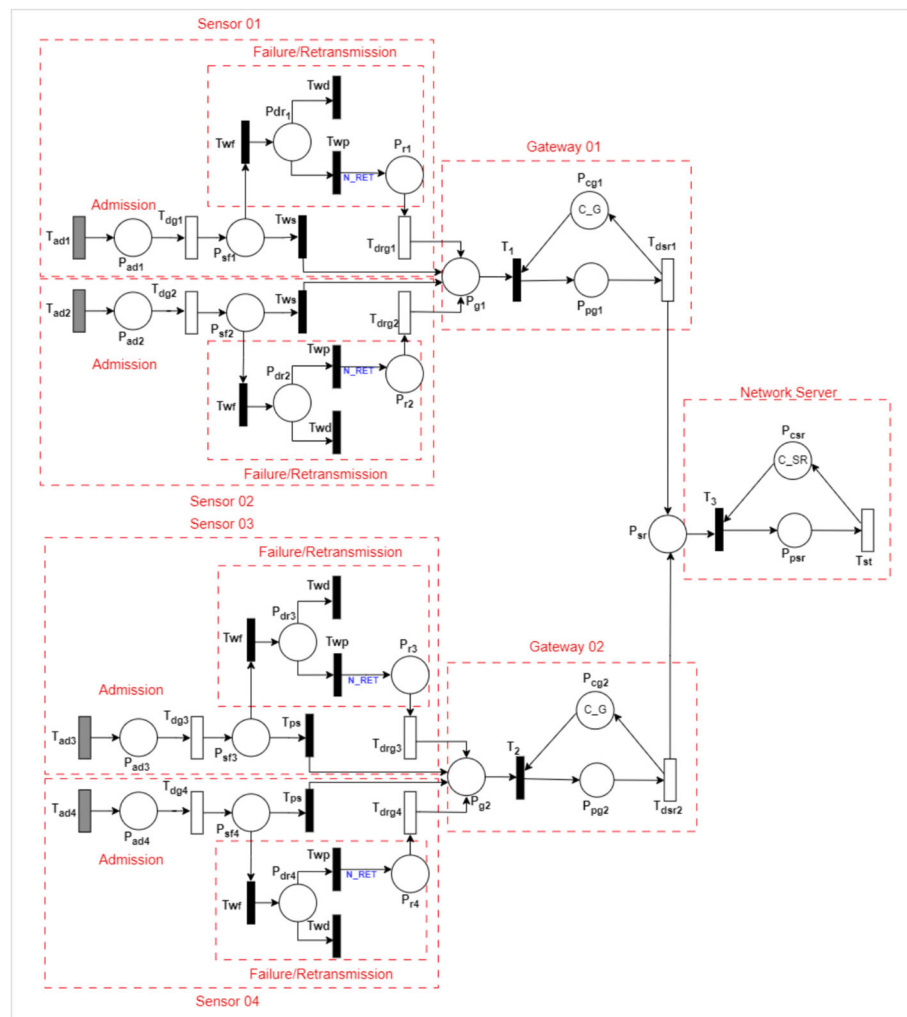 Sensor 01
Failure/Retransmission
Twd
Pdr1
Twf
Twp
Pr1
N_RET
Gateway 01
Pcg1
C_G
Admission
Tdg1
Tws
Tad1
Pad1
Psf1
Tdrg1
T1
Tdsr1
Pg1
Ppg1
Tdg2
Tws
Tad2
Pad2
Psf2
Tdrg2
Admission
Twp
Pdr2
N_RET
Pr2
Twf
Twd
Failure/Retransmission
Sensor 02
Network Server
Pcsr
C_SR
T3
Psr
Ppsr
Tst
Sensor 03
Failure/Retransmission
Twd
Pdr3
Twf
Twp
Pr3
N_RET
Gateway 02
Pcg2
C_G
Admission
Tdg3
Tps
Tad3
Pad3
Psf3
Tdrg3
T2
Pg2
Ppg2
Tdsr2
Tdg4
Tps
Tad4
Pad4
Psf4
Tdrg4
Admission
Twp
Pdr4
N_RET
Pr4
Twf
Twd
Failure/Retransmission
Sensor 04